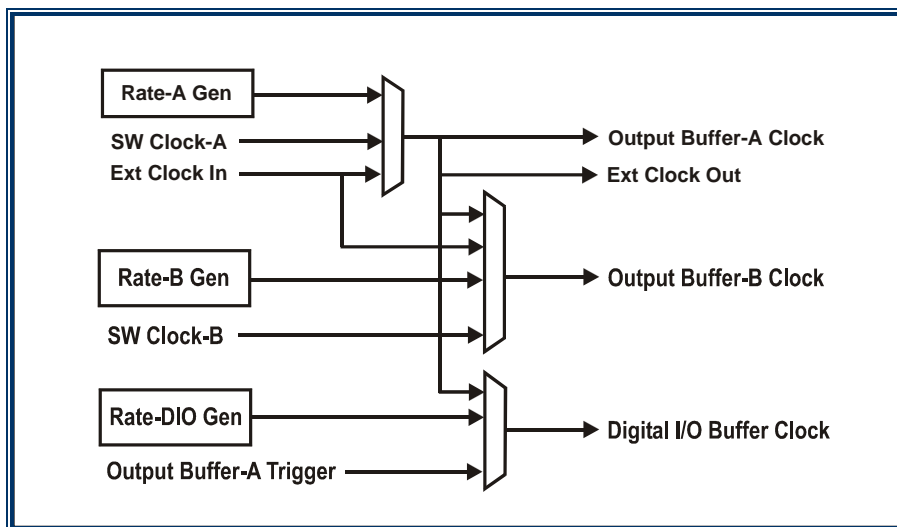 Rate-A Gen
SW Clock-A
Ext Clock In
Output Buffer-A Clock
Ext Clock Out
Rate-B Gen
SW Clock-B
Output Buffer-B Clock
Rate-DIO Gen
Output Buffer-A Trigger
Digital I/O Buffer Clock